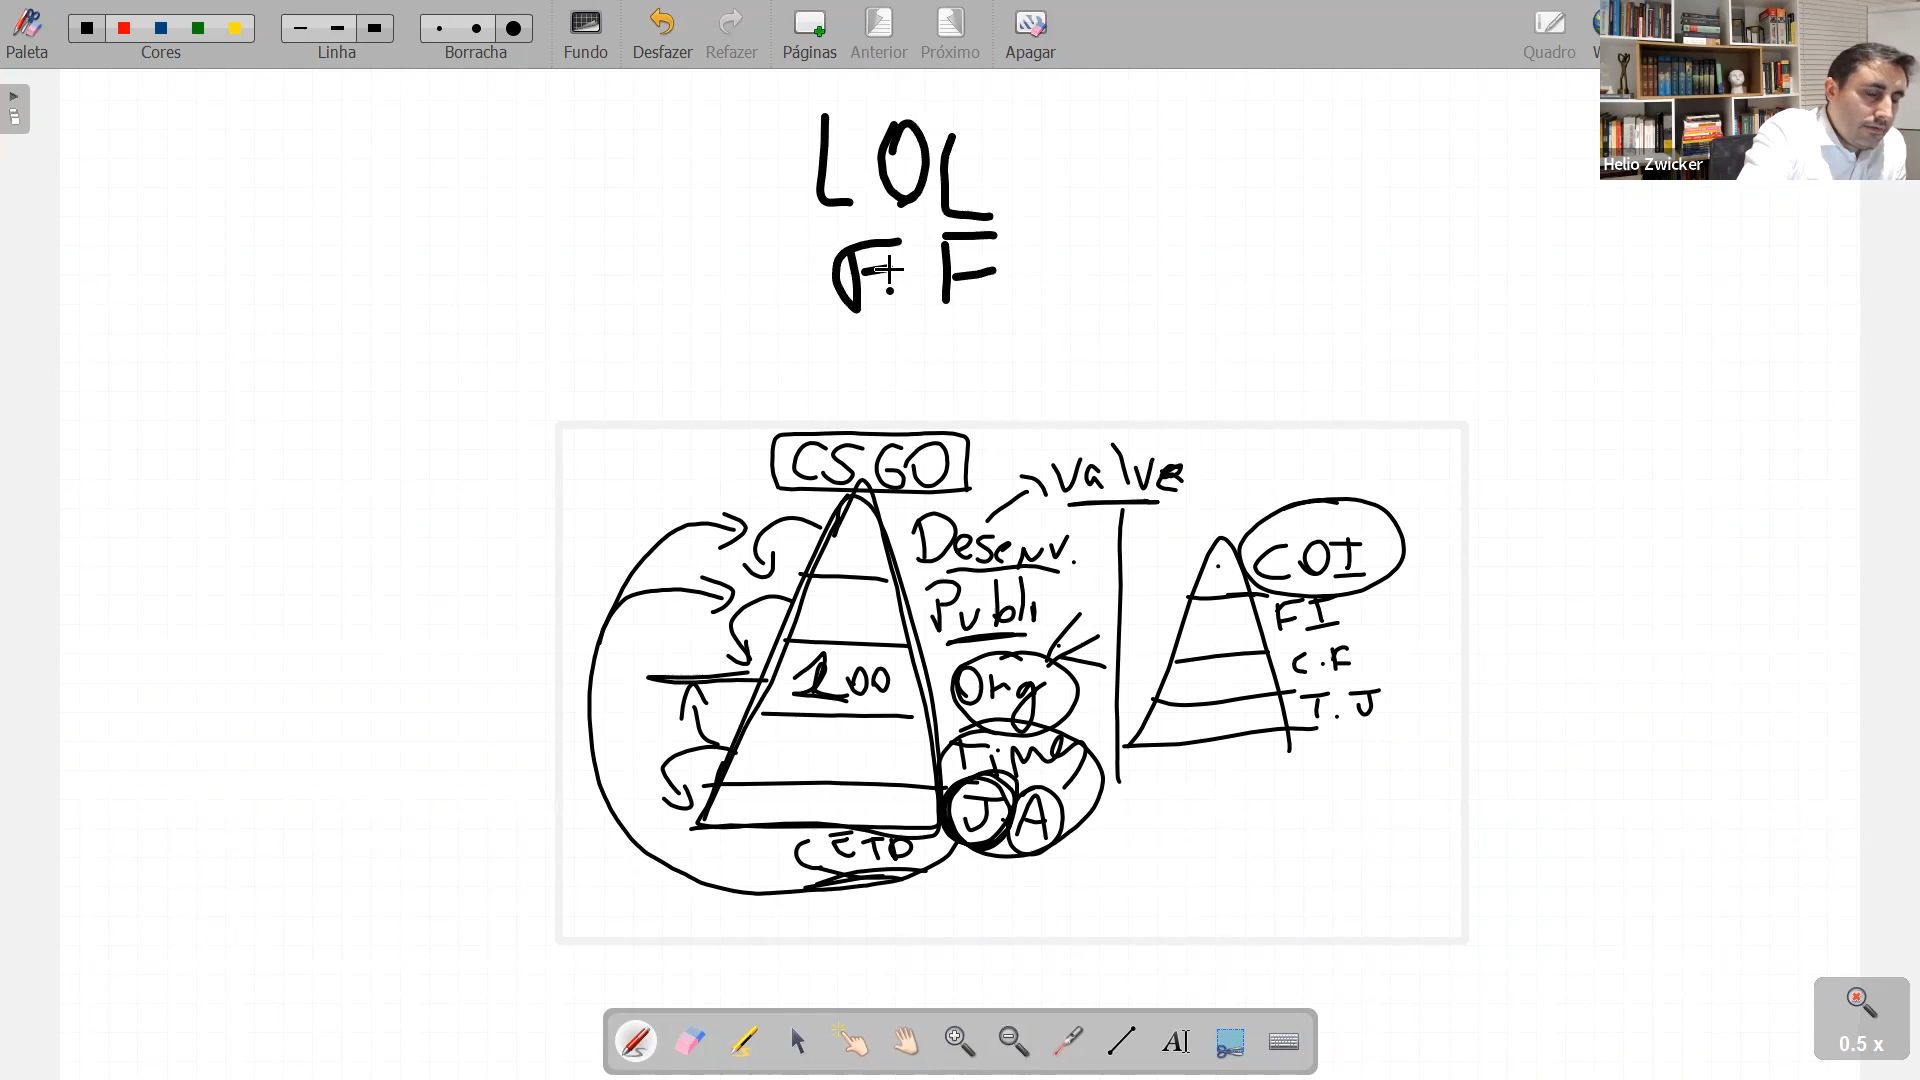 Paleta
Cores
Linha
Borracha
Fundo
Desfazer
Refazer
Páginas
Anterior
Próximo
Apagar
Quadro
Helio Zwicker
LOL
FF
CSGO
Valve
Desenv.
Publi
Org
Time
J. A
100
CETD
COI
FI
C.F
T.J
0.5 x